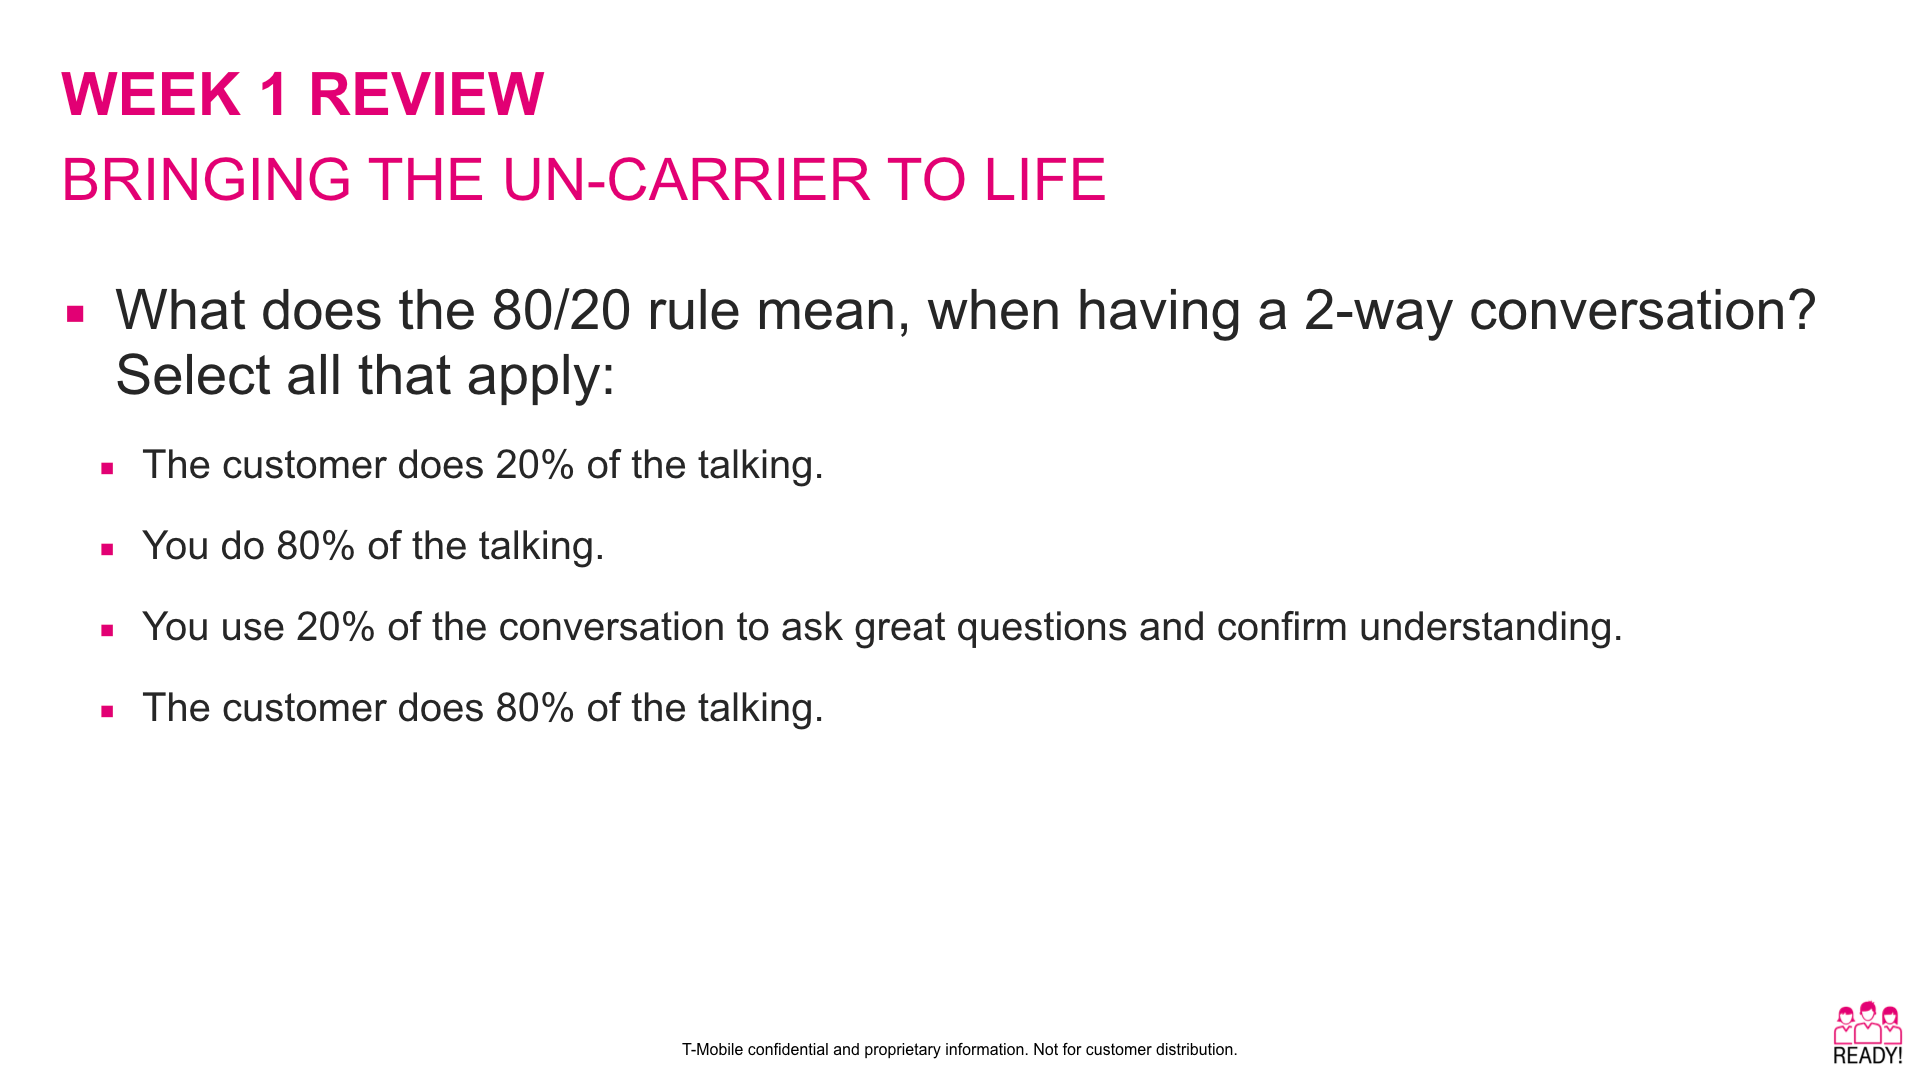 WEEK 1 REVIEW
BRINGING THE UN-CARRIER TO LIFE
What does the 80/20 rule mean, when having a 2-way conversation?
Select all that apply:
The customer does 20% of the talking.
You do 80% of the talking.
You use 20% of the conversation to ask great questions and confirm understanding.
The customer does 80% of the talking.
T-Mobile confidential and proprietary information. Not for customer distribution.
READY!